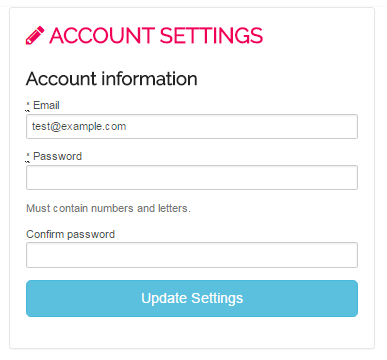 ACCOUNT SETTINGS
Account information
* Email
test@example.com
* Password
Must contain numbers and letters.
Confirm password
Update Settings